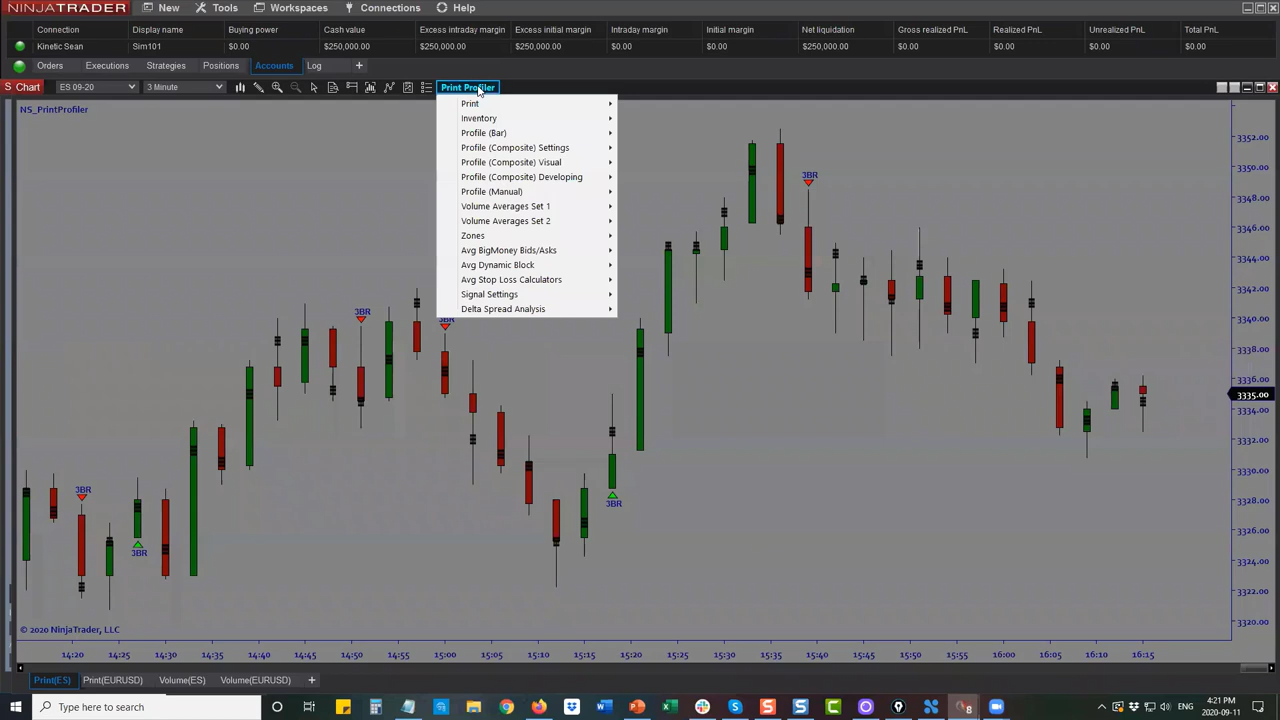 NINJATRADER New Tools Workspaces Connections Help
Connection Display name Buying power Cash value Excess intraday margin Excess initial margin Intraday margin Initial margin Net liquidation Gross realized PnL Realized PnL Unrealized PnL Total PnL
Kinetic Sean Sim101 $0.00 $250,000.00 $250,000.00 $250,000.00 $0.00 $0.00 $250,000.00 $0.00 $0.00 $0.00 $0.00
Orders Executions Strategies Positions Accounts Log +
S Chart ES 09-20 3 Minute Print Profiler
NS_PrintProfiler
Print
Inventory
Profile (Bar)
Profile (Composite) Settings
Profile (Composite) Visual
Profile (Composite) Developing
Profile (Manual)
Volume Averages Set 1
Volume Averages Set 2
Zones
Avg BigMoney Bids/Asks
Avg Dynamic Block
Avg Stop Loss Calculators
Signal Settings
Delta Spread Analysis
3BR
3BR
3BR
3BR
3BR
3BR
3352.00
3350.00
3348.00
3346.00
3344.00
3342.00
3340.00
3338.00
3336.00
3335.00
3334.00
3332.00
3330.00
3328.00
3326.00
3324.00
3322.00
3320.00
© 2020 NinjaTrader, LLC
14:20 14:25 14:30 14:35 14:40 14:45 14:50 14:55 15:00 15:05 15:10 15:15 15:20 15:25 15:30 15:35 15:40 15:45 15:50 15:55 16:00 16:05 16:10 16:15
Print(ES) Print(EURUSD) Volume(ES) Volume(EURUSD) +
Type here to search
4:21 PM
2020-09-11